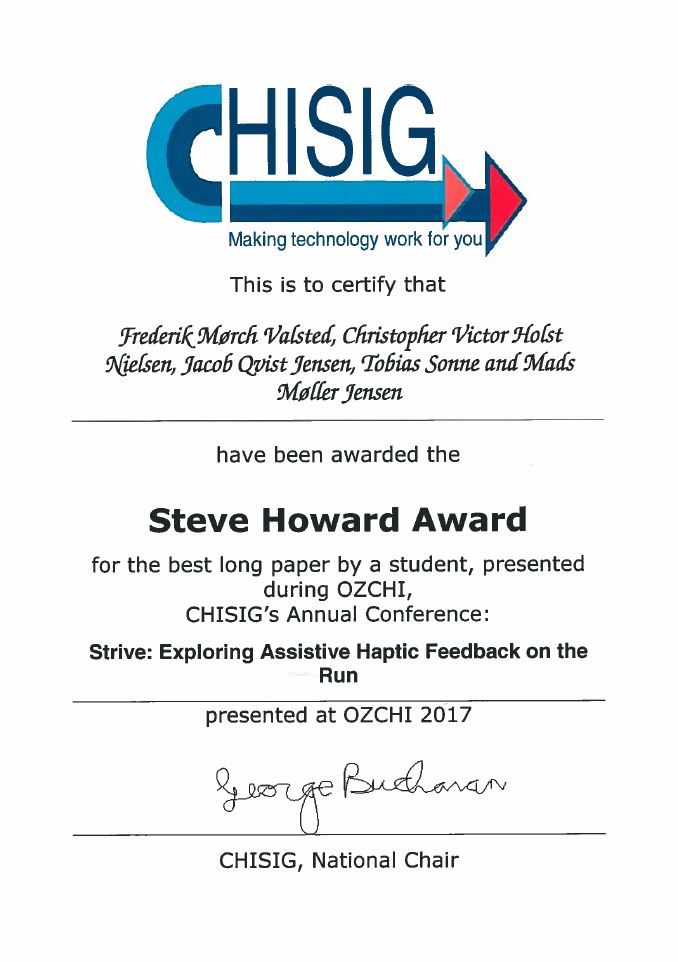 CHISIG
Making technology work for you
This is to certify that
Frederik Mørch Valsted, Christopher Victor Holst
Nielsen, Jacob Qvist Jensen, Tobias Sonne and Mads
Møller Jensen
have been awarded the
Steve Howard Award
for the best long paper by a student, presented
during OZCHI,
CHISIG's Annual Conference:
Strive: Exploring Assistive Haptic Feedback on the
Run
presented at OZCHI 2017
George Buchanan
CHISIG, National Chair